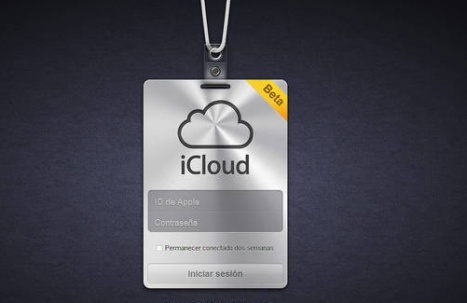 Beta
iCloud
ID de Apple
Contraseña
Permanecer conectado dos semanas
Iniciar sesión